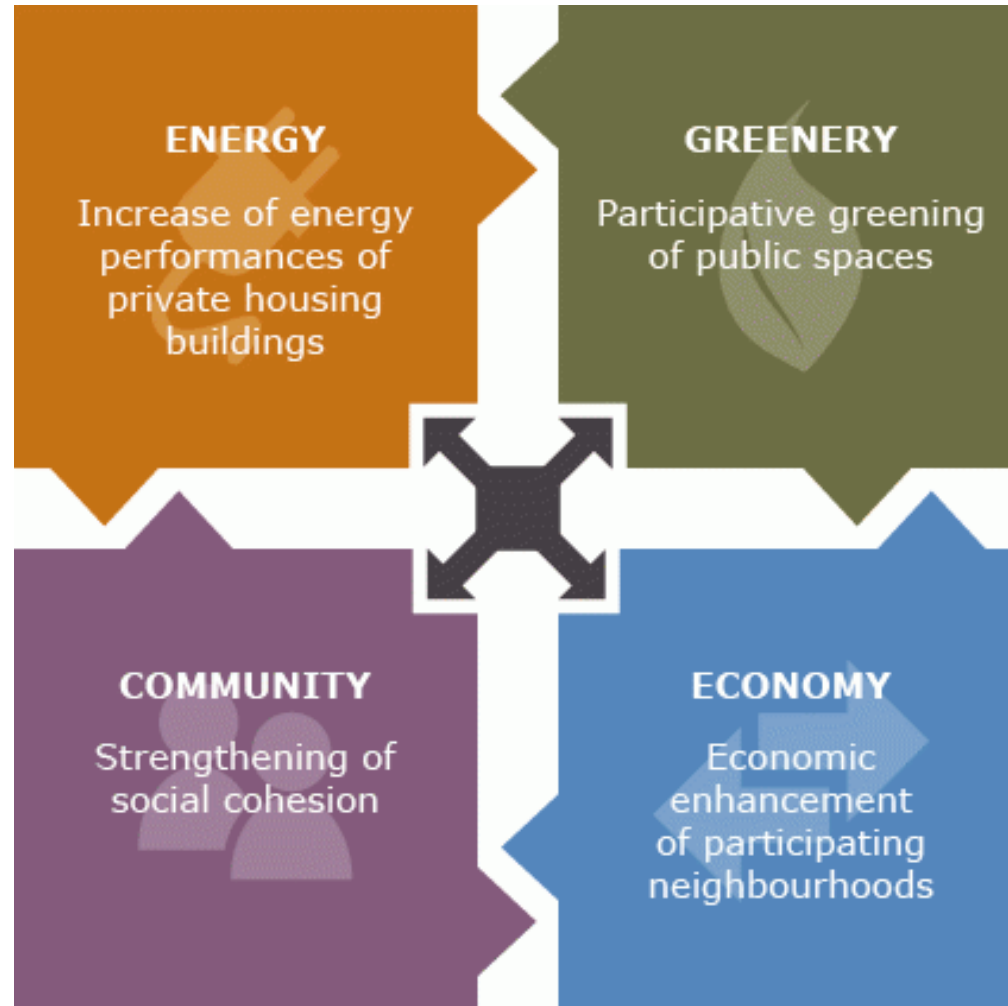 ENERGY
Increase of energy
performances of
private housing
buildings
GREENERY
Participative greening
of public spaces
COMMUNITY
Strengthening of
social cohesion
ECONOMY
Economic
enhancement
of participating
neighbourhoods